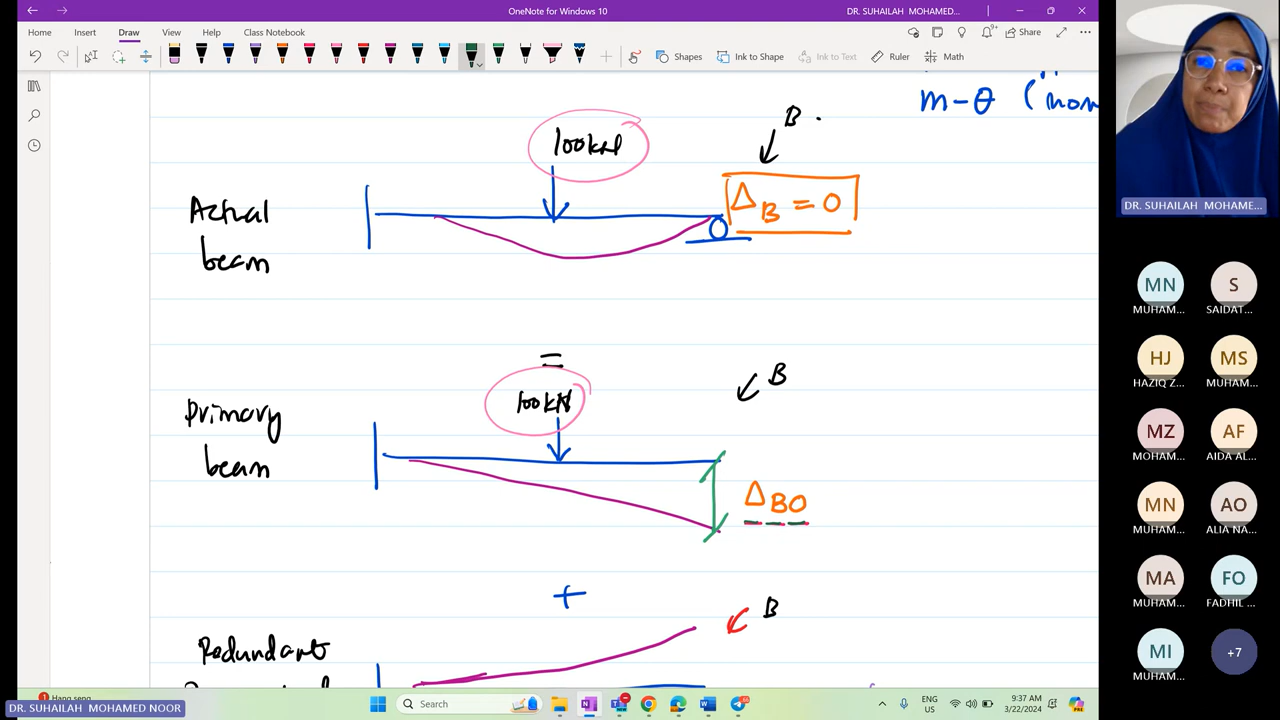 OneNote for Windows 10
DR. SUHAILAH MOHAMED...
Home Insert Draw View Help Class Notebook
Share
Shapes Ink to Shape Ink to Text Ruler Math
m-θ (mom
100kN
B
Actual
beam
ΔB = 0
=
100kN
B
Primary
beam
ΔBO
+
B
Redundant
DR. SUHAILAH MOHAME...
MN
MUHAM...
S
SAIDAT...
HJ
HAZIQ Z...
MS
MUHAM...
MZ
MOHAM...
AF
AIDA AL...
MN
MUHAM...
AO
ALIA NA...
MA
MUHAM...
FO
FADHIL ...
MI
MUHAM...
+7
Hang seng
DR. SUHAILAH MOHAMED NOOR
Search
ENG
US
9:37 AM
3/22/2024